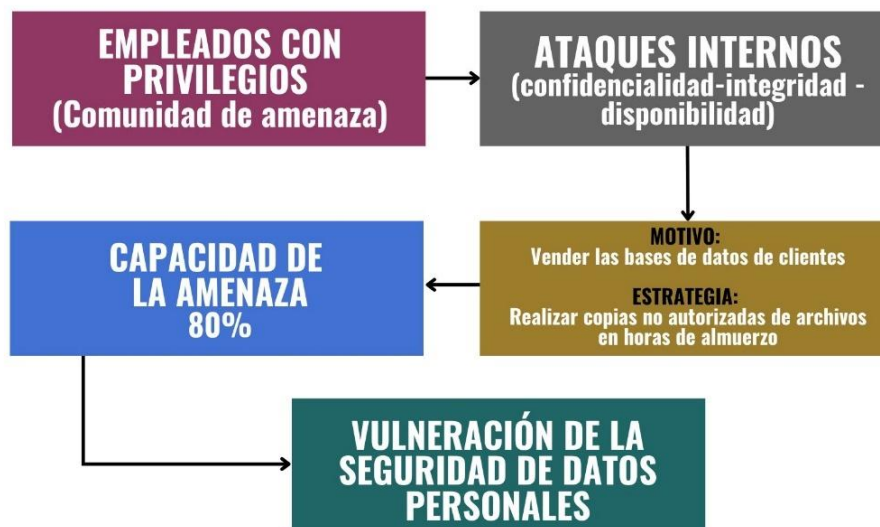 EMPLEADOS CON
PRIVILEGIOS
(Comunidad de amenaza)
ATAQUES INTERNOS
(confidencialidad-integridad -
disponibilidad)
MOTIVO:
Vender las bases de datos de clientes
ESTRATEGIA:
Realizar copias no autorizadas de archivos
en horas de almuerzo
CAPACIDAD DE
LA AMENAZA
80%
VULNERACIÓN DE LA
SEGURIDAD DE DATOS
PERSONALES